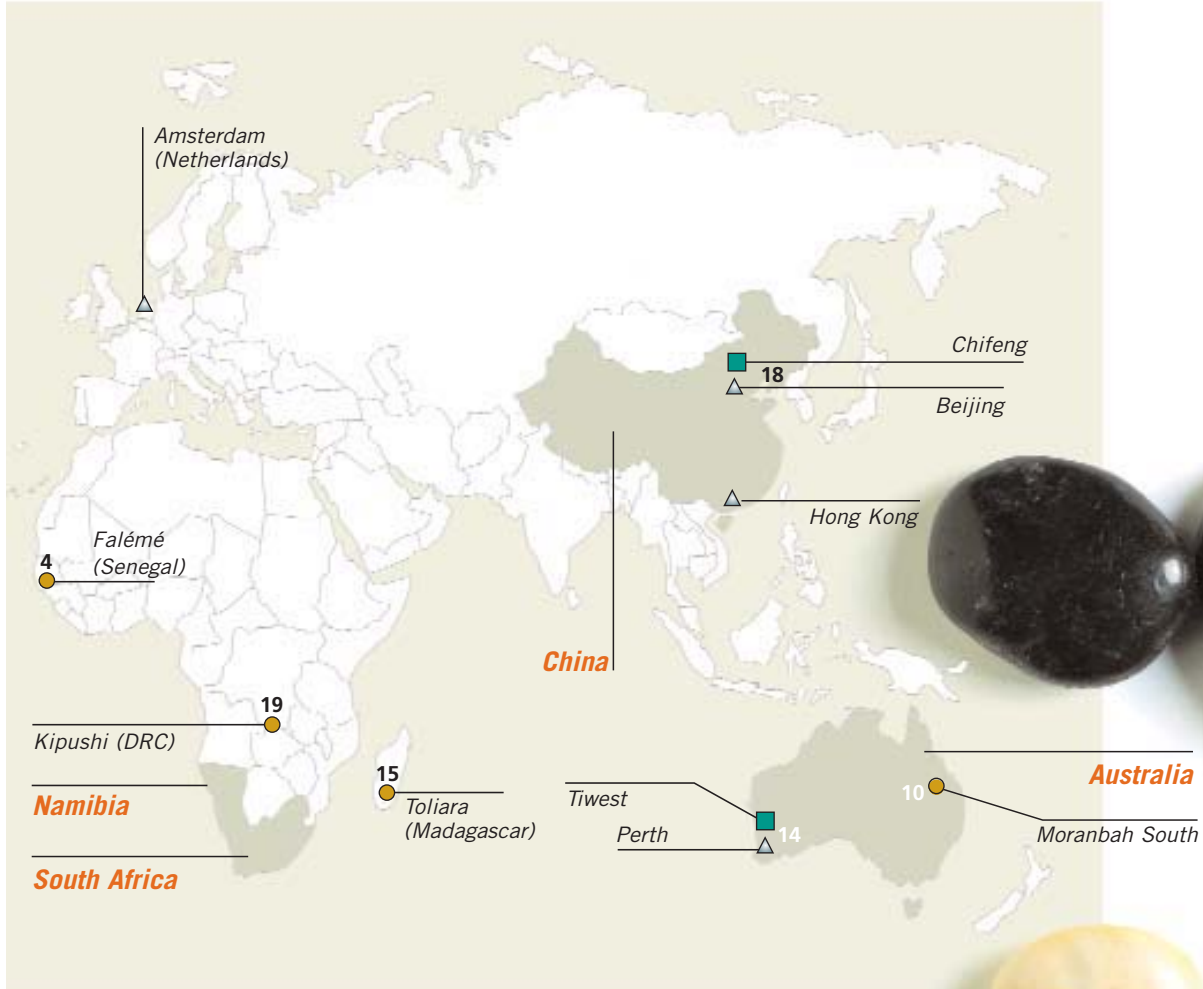 Amsterdam
(Netherlands)
Chifeng
18
Beijing
Hong Kong
Falémé
(Senegal)
4
China
19
Kipushi (DRC)
Namibia
South Africa
15
Toliara
(Madagascar)
Tiwest
14
Perth
Australia
10
Moranbah South